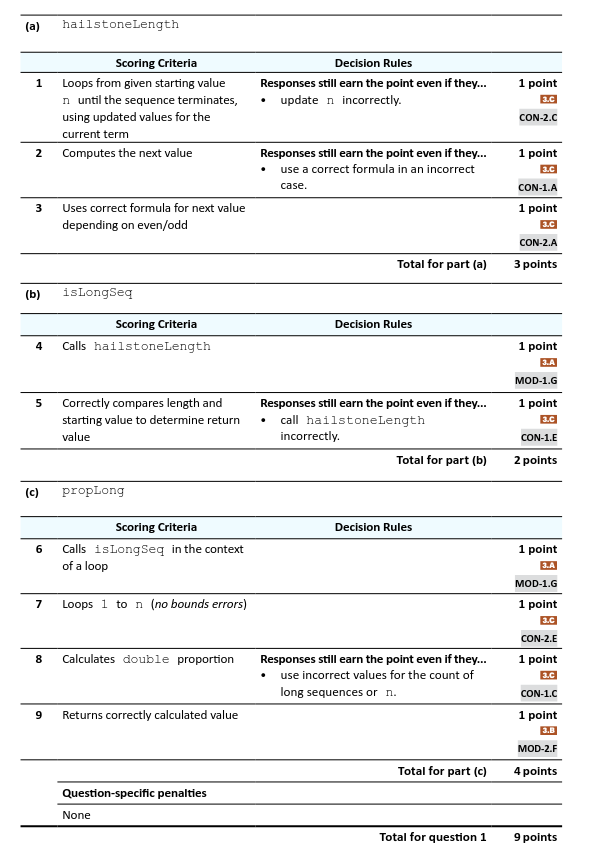 (a) hailstoneLength
Scoring Criteria Decision Rules
1 Loops from given starting value Responses still earn the point even if they... 1 point
n until the sequence terminates, • update n incorrectly. 3.C
using updated values for the CON-2.C
current term
2 Computes the next value Responses still earn the point even if they... 1 point
• use a correct formula in an incorrect 3.C
case. CON-1.A
3 Uses correct formula for next value 1 point
depending on even/odd 3.C
CON-2.A
Total for part (a) 3 points
(b) isLongSeq
Scoring Criteria Decision Rules
4 Calls hailstoneLength 1 point
3.A
MOD-1.G
5 Correctly compares length and Responses still earn the point even if they... 1 point
starting value to determine return • call hailstoneLength 3.C
value incorrectly. CON-1.E
Total for part (b) 2 points
(c) propLong
Scoring Criteria Decision Rules
6 Calls isLongSeq in the context 1 point
of a loop 3.A
MOD-1.G
7 Loops 1 to n (no bounds errors) 1 point
3.C
CON-2.E
8 Calculates double proportion Responses still earn the point even if they... 1 point
• use incorrect values for the count of 3.C
long sequences or n. CON-1.C
9 Returns correctly calculated value 1 point
3.B
MOD-2.F
Total for part (c) 4 points
Question-specific penalties
None
Total for question 1 9 points